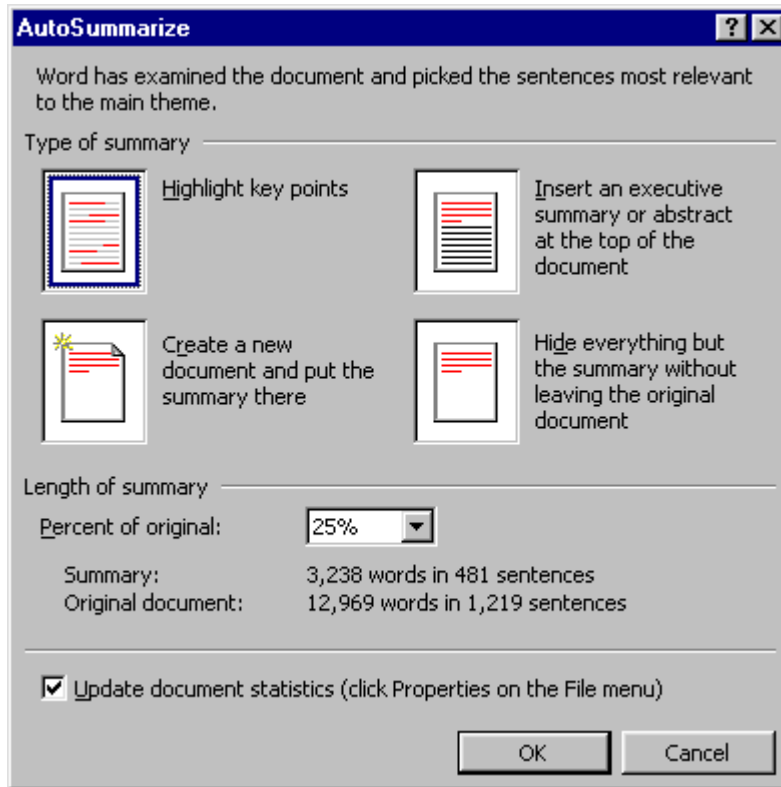 AutoSummarize
Word has examined the document and picked the sentences most relevant
to the main theme.
Type of summary
Highlight key points
Insert an executive
summary or abstract
at the top of the
document
Create a new
document and put the
summary there
Hide everything but
the summary without
leaving the original
document
Length of summary
Percent of original: 25%
Summary: 3,238 words in 481 sentences
Original document: 12,969 words in 1,219 sentences
Update document statistics (click Properties on the File menu)
OK Cancel